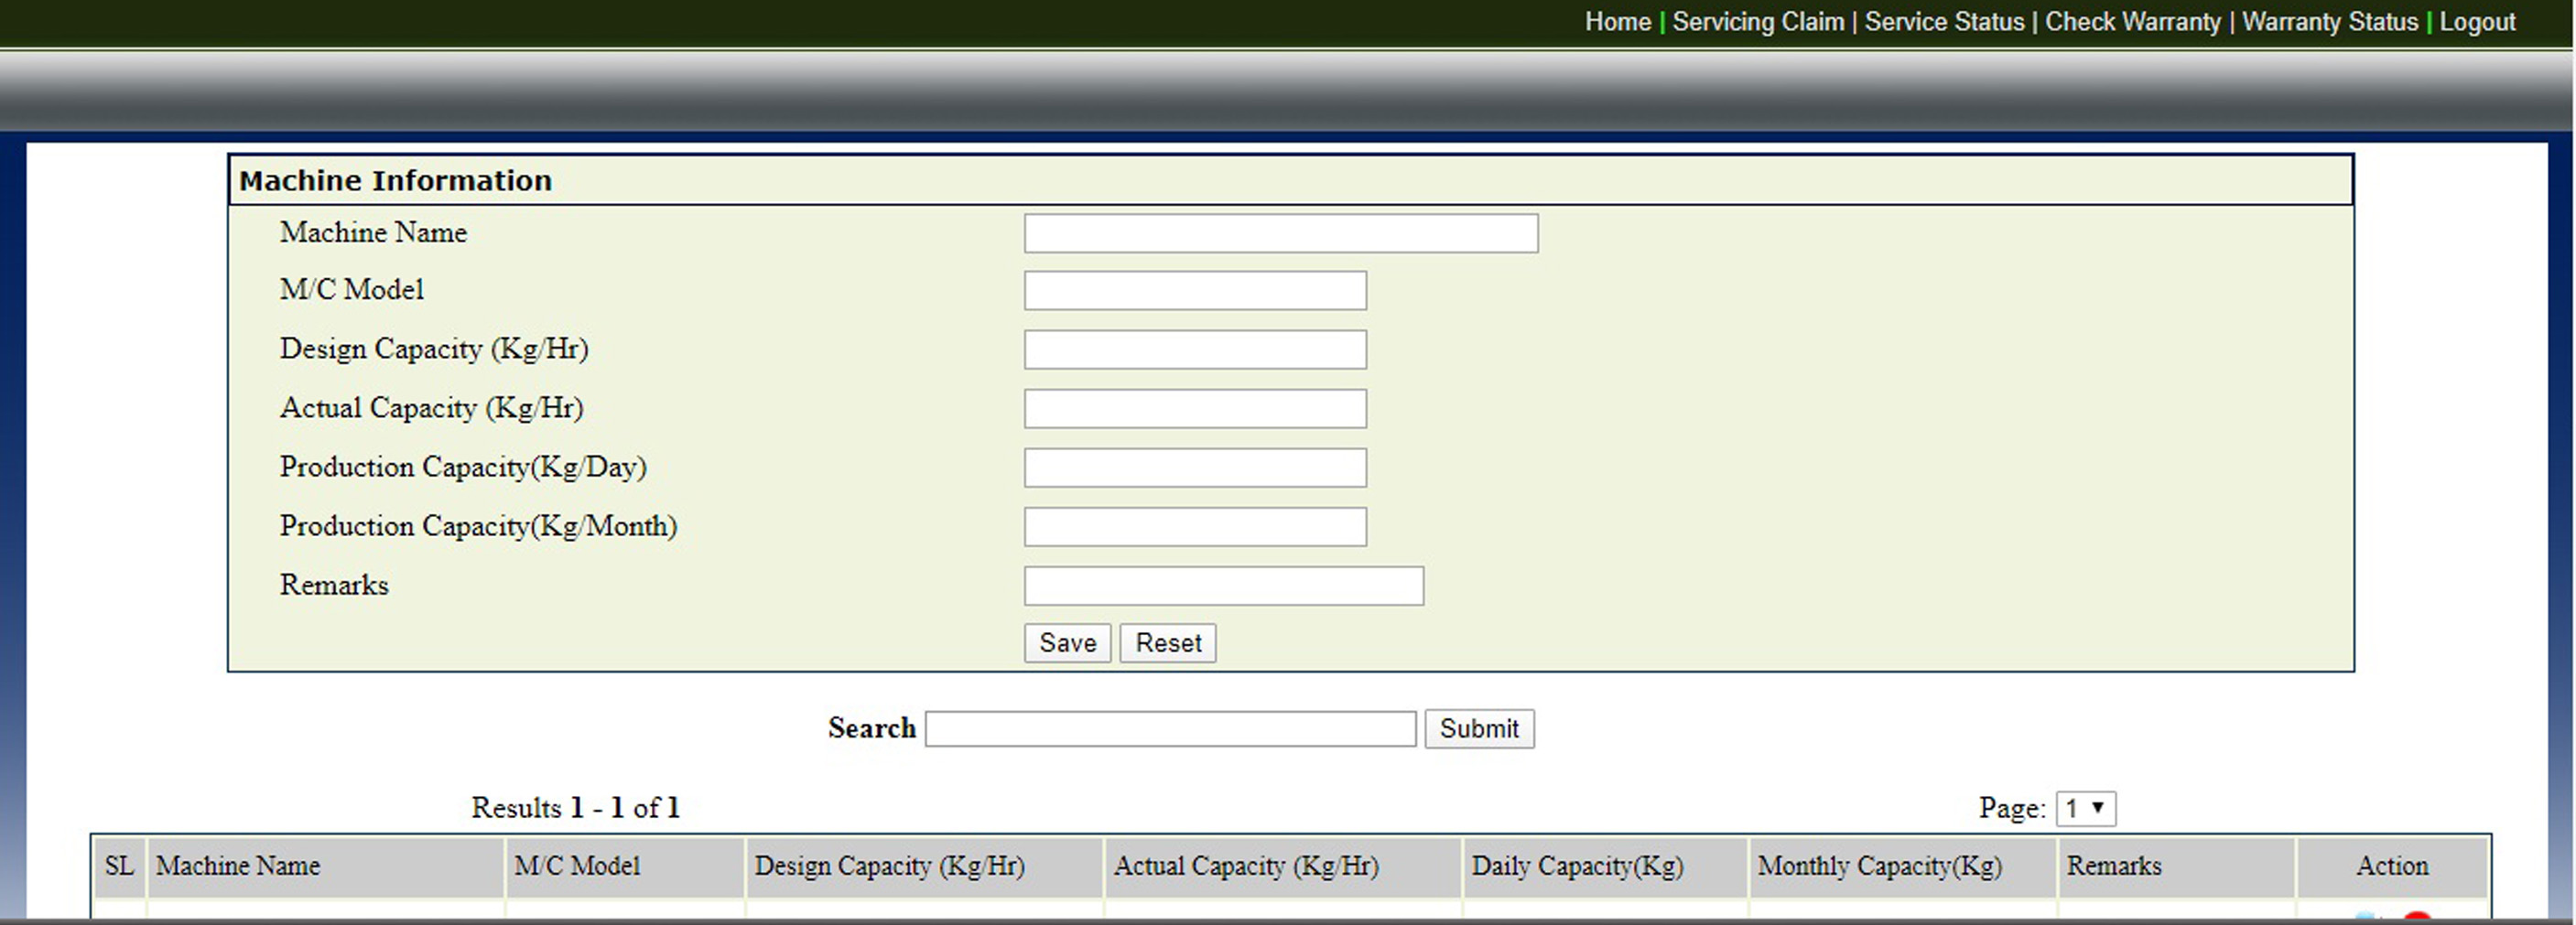 Home | Servicing Claim | Service Status | Check Warranty | Warranty Status | Logout
Machine Information
Machine Name
M/C Model
Design Capacity (Kg/Hr)
Actual Capacity (Kg/Hr)
Production Capacity(Kg/Day)
Production Capacity(Kg/Month)
Remarks
Save Reset
Search Submit
Results 1 - 1 of 1 Page: 1
SL Machine Name M/C Model Design Capacity (Kg/Hr) Actual Capacity (Kg/Hr) Daily Capacity(Kg) Monthly Capacity(Kg) Remarks Action